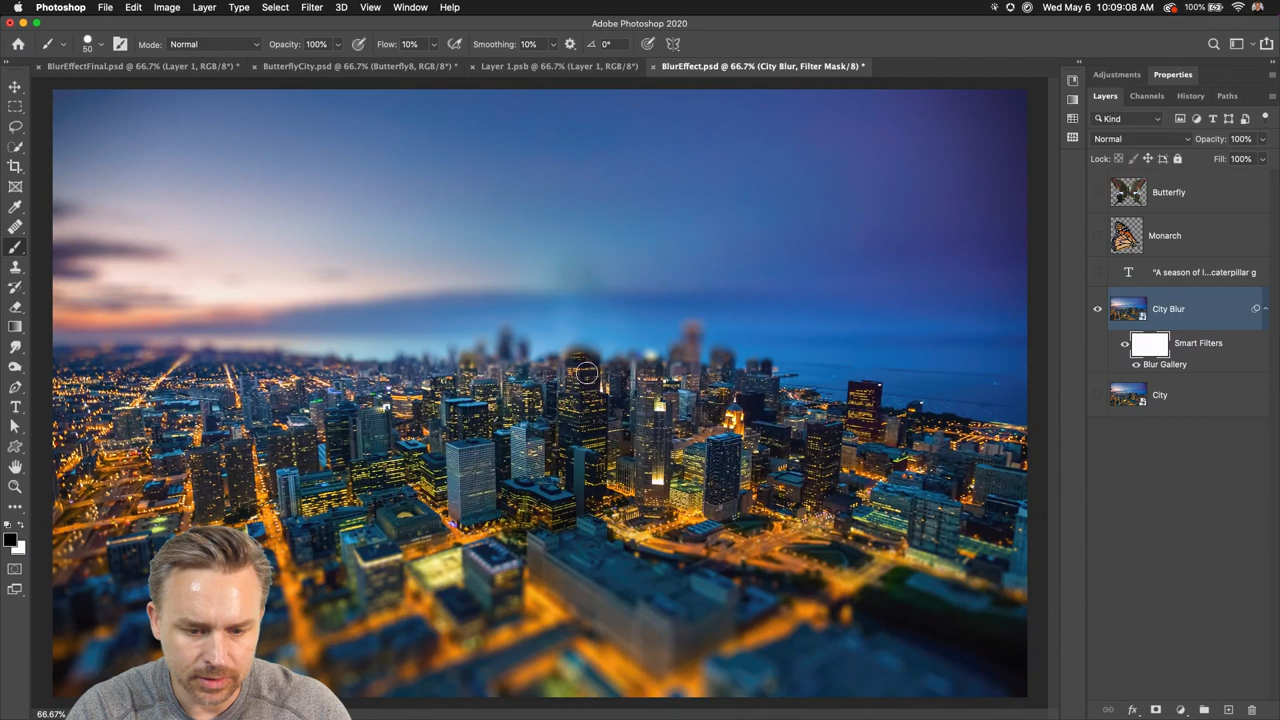 Photoshop File Edit Image Layer Type Select Filter 3D View Window Help 100% Wed May 6 10:09:08 AM
Adobe Photoshop 2020
50 Mode: Normal Opacity: 100% Flow: 10% Smoothing: 10% 0°
× BlurEffectFinal.psd @ 66.7% (Layer 1, RGB/8*) * × ButterflyCity.psd @ 66.7% (Butterfly8, RGB/8*) * × Layer 1.psb @ 66.7% (Layer 1, RGB/8*) × BlurEffect.psd @ 66.7% (City Blur, Filter Mask/8) *
Adjustments Properties
Layers Channels History Paths
Kind
Normal Opacity: 100%
Lock: Fill: 100%
Butterfly
Monarch
T "A season of l...caterpillar g
City Blur
Smart Filters
Blur Gallery
City
66.67%